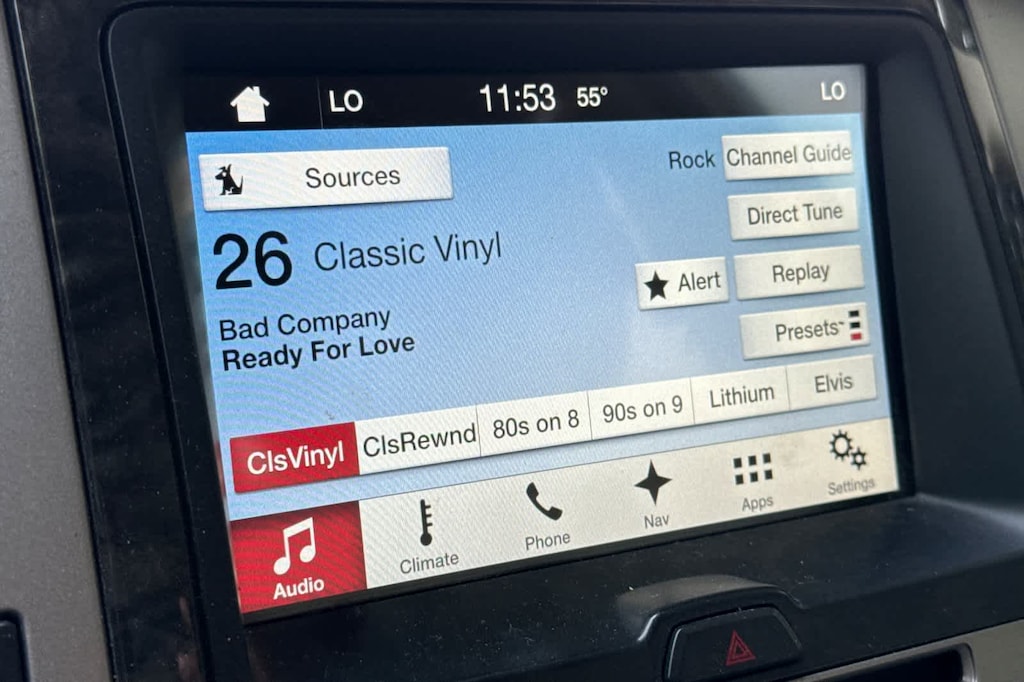 LO 11:53 55° LO
Sources
Rock Channel Guide
Direct Tune
26 Classic Vinyl
Alert Replay
Bad Company
Ready For Love
Presets
ClsVinyl ClsRewnd 80s on 8 90s on 9 Lithium Elvis
Audio Climate Phone Nav Apps Settings